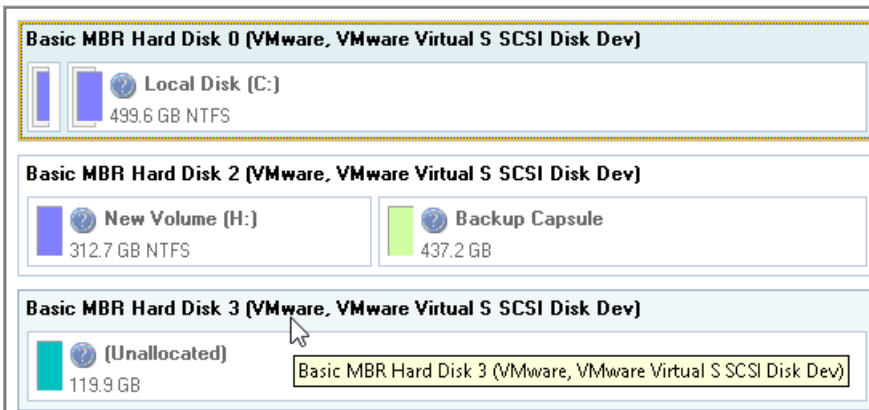 Basic MBR Hard Disk 0 (VMware, VMware Virtual S SCSI Disk Dev)
Local Disk (C:)
499.6 GB NTFS
Basic MBR Hard Disk 2 (VMware, VMware Virtual S SCSI Disk Dev)
New Volume (H:)
312.7 GB NTFS
Backup Capsule
437.2 GB
Basic MBR Hard Disk 3 (VMware, VMware Virtual S SCSI Disk Dev)
(Unallocated)
119.9 GB
Basic MBR Hard Disk 3 (VMware, VMware Virtual S SCSI Disk Dev)